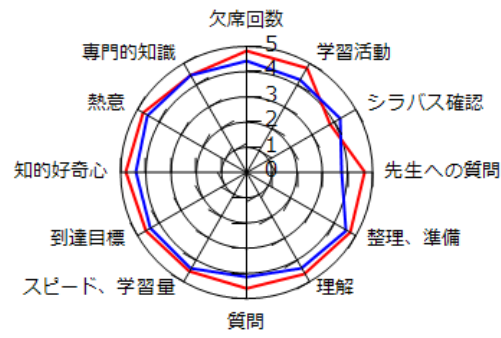 欠席回数
専門的知識
5
学習活動
4
熱意
3
シラバス確認
2
1
知的好奇心
0
先生への質問
到達目標
整理、準備
スピード、学習量
理解
質問